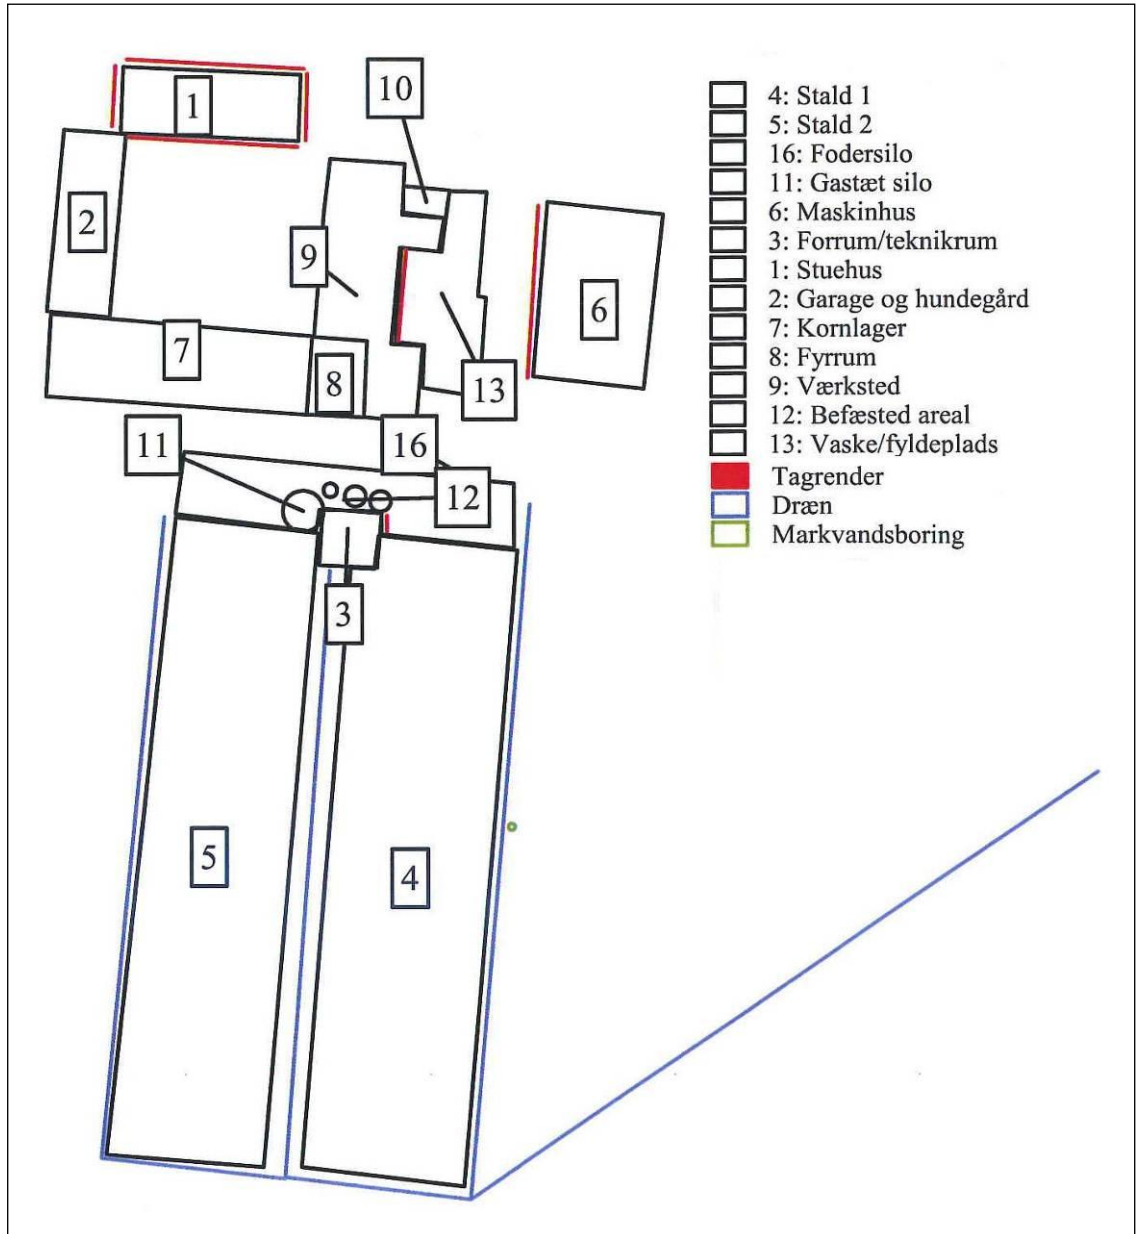 1
10
2
9
6
7
8
13
11
16
12
3
5
4
4: Stald 1
5: Stald 2
16: Fodersilo
11: Gastæt silo
6: Maskinhus
3: Forrum/teknikrum
1: Stuehus
2: Garage og hundegård
7: Kornlager
8: Fyrrum
9: Værksted
12: Befæsted areal
13: Vaske/fyldeplads
Tagrender
Dræn
Markvandsboring